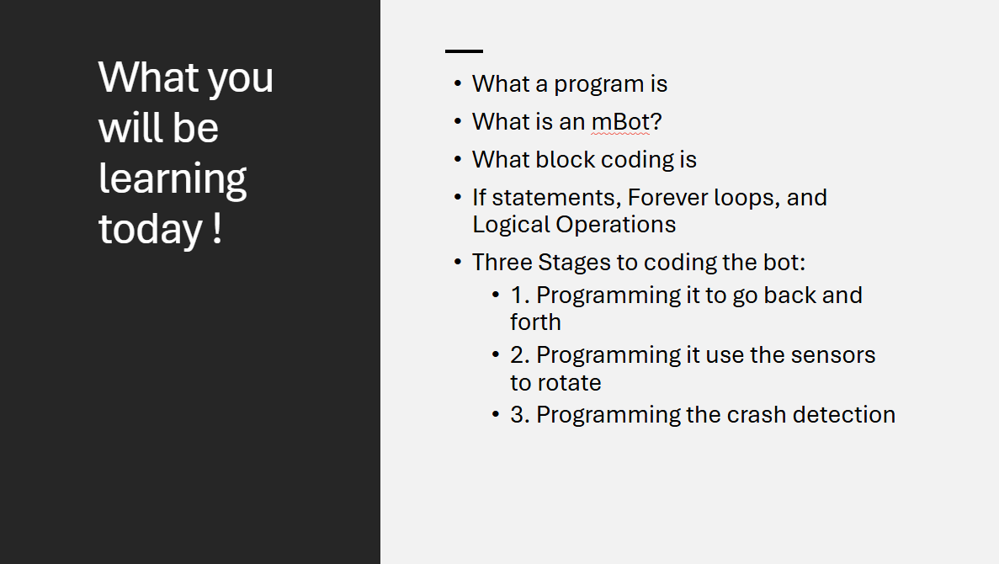 What you
will be
learning
today !
• What a program is
• What is an mBot?
• What block coding is
• If statements, Forever loops, and
Logical Operations
• Three Stages to coding the bot:
• 1. Programming it to go back and
forth
• 2. Programming it use the sensors
to rotate
• 3. Programming the crash detection